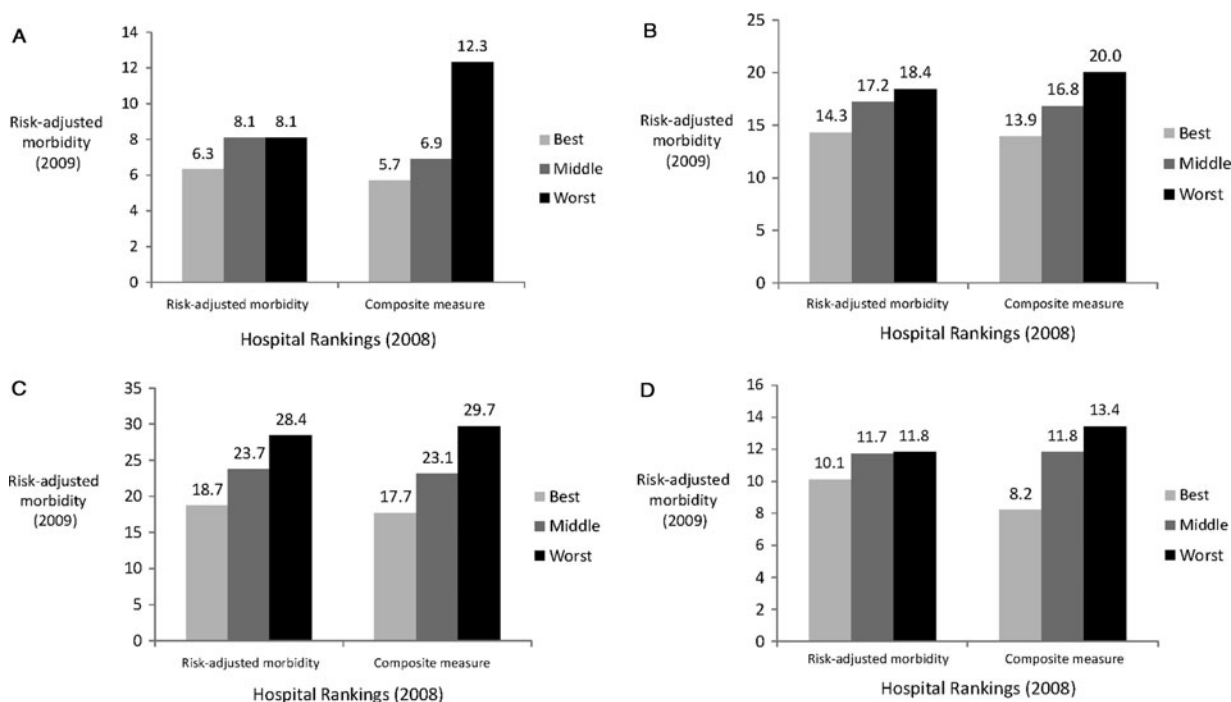 A
Risk-adjusted
morbidity
(2009)
14
12
10
8
6
4
2
0
6.3
8.1
8.1
5.7
6.9
12.3
Best
Middle
Worst
Risk-adjusted morbidity
Composite measure
Hospital Rankings (2008)
B
Risk-adjusted
morbidity
(2009)
25
20
15
10
5
0
14.3
17.2
18.4
13.9
16.8
20.0
Best
Middle
Worst
Risk-adjusted morbidity
Composite measure
Hospital Rankings (2008)
C
Risk-adjusted
morbidity
(2009)
35
30
25
20
15
10
5
0
18.7
23.7
28.4
17.7
23.1
29.7
Best
Middle
Worst
Risk-adjusted morbidity
Composite measure
Hospital Rankings (2008)
D
Risk-adjusted
morbidity
(2009)
16
14
12
10
8
6
4
2
0
10.1
11.7
11.8
8.2
11.8
13.4
Best
Middle
Worst
Risk-adjusted morbidity
Composite measure
Hospital Rankings (2008)